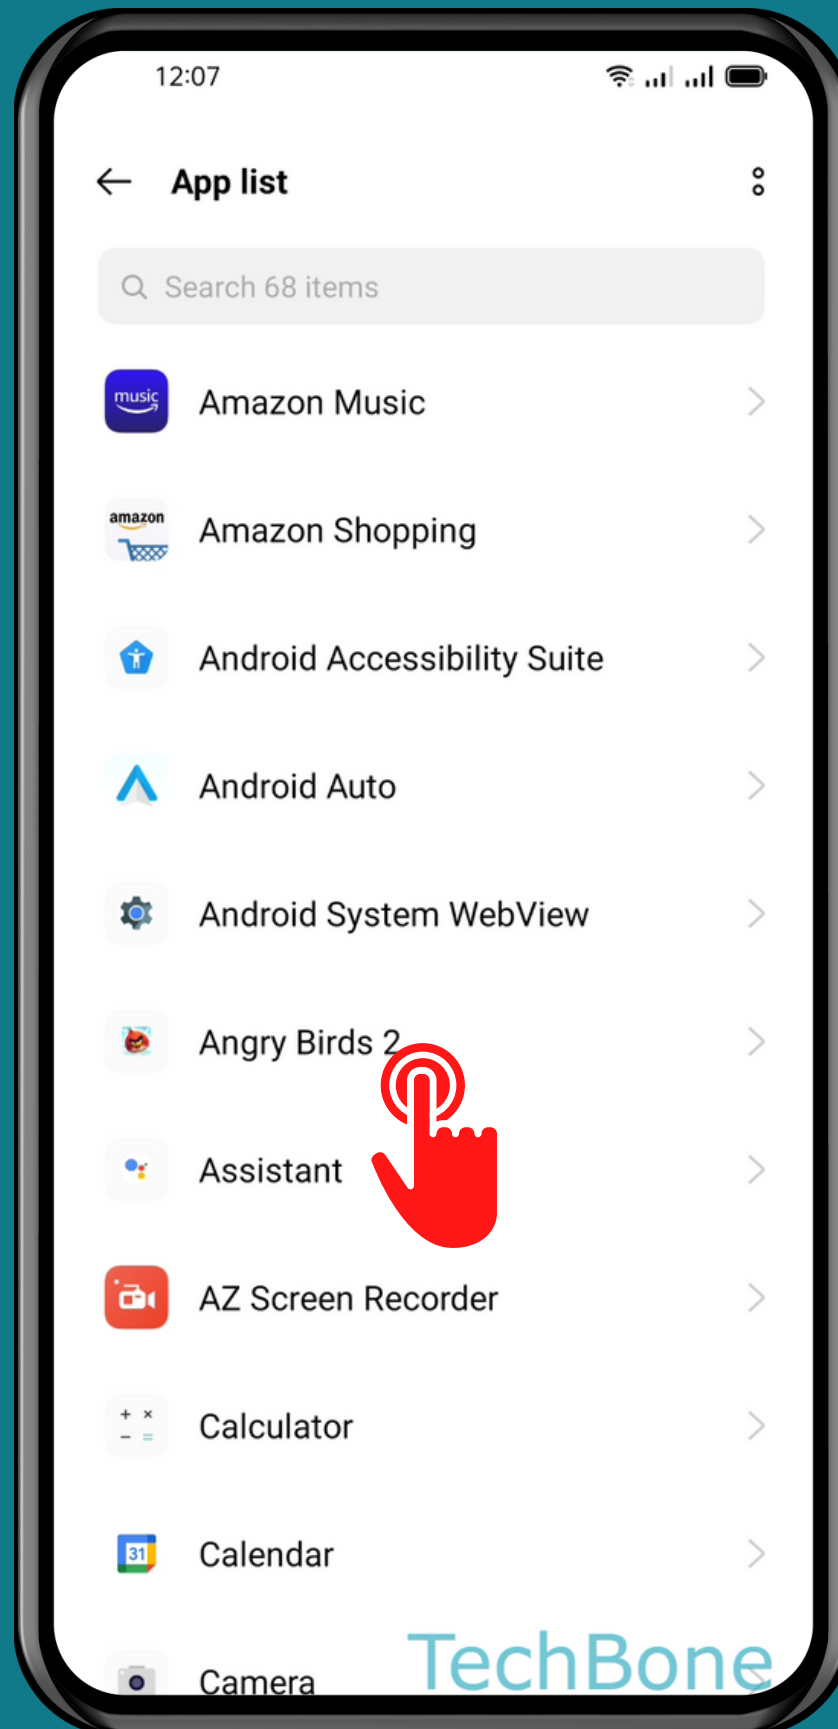 12:07
App list
Search 68 items
music
Amazon Music
amazon
Amazon Shopping
Android Accessibility Suite
Android Auto
Android System WebView
Angry Birds 2
Assistant
AZ Screen Recorder
+ ×
− =
Calculator
31
Calendar
Camera
TechBone